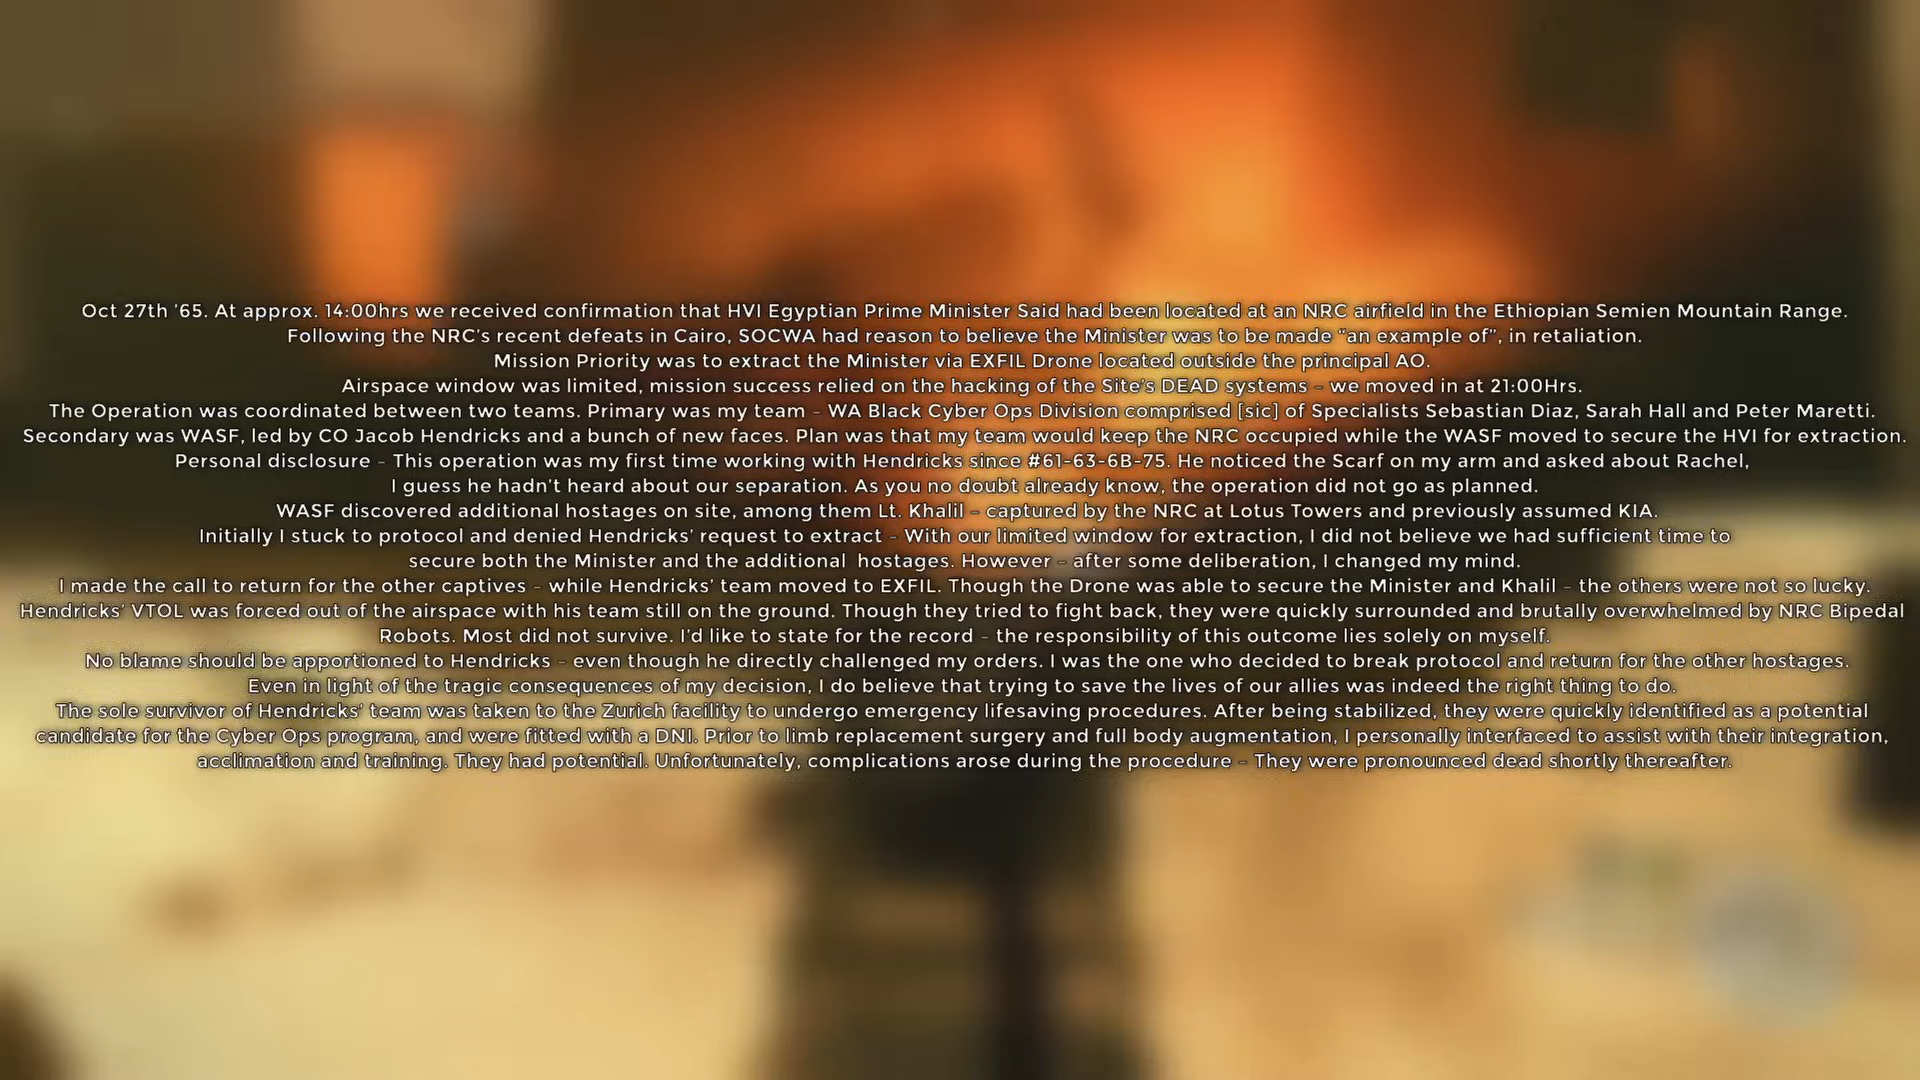 Oct 27th '65. At approx. 14:00hrs we received confirmation that HVI Egyptian Prime Minister Said had been located at an NRC airfield in the Ethiopian Semien Mountain Range.
Following the NRC's recent defeats in Cairo, SOCWA had reason to believe the Minister was to be made "an example of", in retaliation.
Mission Priority was to extract the Minister via EXFIL Drone located outside the principal AO.
Airspace window was limited, mission success relied on the hacking of the Site's DEAD systems - we moved in at 21:00Hrs.
The Operation was coordinated between two teams. Primary was my team - WA Black Cyber Ops Division comprised [sic] of Specialists Sebastian Diaz, Sarah Hall and Peter Maretti.
Secondary was WASF, led by CO Jacob Hendricks and a bunch of new faces. Plan was that my team would keep the NRC occupied while the WASF moved to secure the HVI for extraction.
Personal disclosure - This operation was my first time working with Hendricks since #61-63-6B-75. He noticed the Scarf on my arm and asked about Rachel,
I guess he hadn't heard about our separation. As you no doubt already know, the operation did not go as planned.
WASF discovered additional hostages on site, among them Lt. Khalil - captured by the NRC at Lotus Towers and previously assumed KIA.
Initially I stuck to protocol and denied Hendricks' request to extract - With our limited window for extraction, I did not believe we had sufficient time to
secure both the Minister and the additional  hostages. However - after some deliberation, I changed my mind.
I made the call to return for the other captives - while Hendricks' team moved to EXFIL. Though the Drone was able to secure the Minister and Khalil - the others were not so lucky.
Hendricks' VTOL was forced out of the airspace with his team still on the ground. Though they tried to fight back, they were quickly surrounded and brutally overwhelmed by NRC Bipedal
Robots. Most did not survive. I'd like to state for the record - the responsibility of this outcome lies solely on myself.
No blame should be apportioned to Hendricks - even though he directly challenged my orders. I was the one who decided to break protocol and return for the other hostages.
Even in light of the tragic consequences of my decision, I do believe that trying to save the lives of our allies was indeed the right thing to do.
The sole survivor of Hendricks' team was taken to the Zurich facility to undergo emergency lifesaving procedures. After being stabilized, they were quickly identified as a potential
candidate for the Cyber Ops program, and were fitted with a DNI. Prior to limb replacement surgery and full body augmentation, I personally interfaced to assist with their integration,
acclimation and training. They had potential. Unfortunately, complications arose during the procedure - They were pronounced dead shortly thereafter.